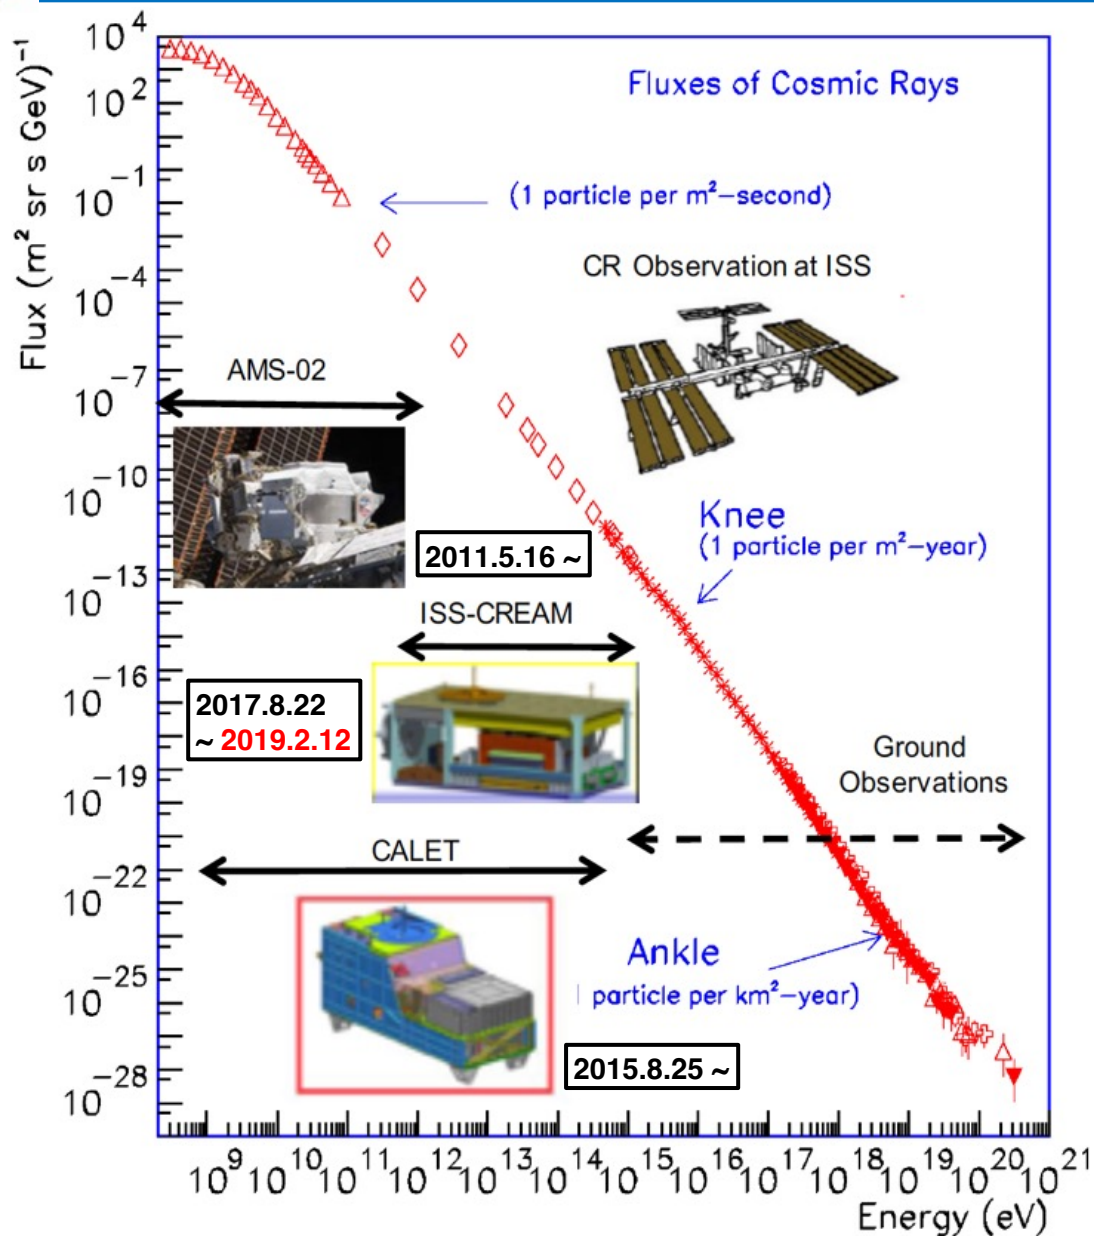 Flux (m² sr s GeV)⁻¹
10⁴
10²
10⁻¹
10⁻⁴
10⁻⁷
10⁻¹⁰
10⁻¹³
10⁻¹⁶
10⁻¹⁹
10⁻²²
10⁻²⁵
10⁻²⁸
Fluxes of Cosmic Rays
(1 particle per m²−second)
CR Observation at ISS
AMS-02
Knee
(1 particle per m²−year)
2011.5.16 ~
ISS-CREAM
2017.8.22
~ 2019.2.12
Ground
Observations
CALET
Ankle
particle per km²−year)
2015.8.25 ~
10⁹ 10¹⁰ 10¹¹ 10¹² 10¹³ 10¹⁴ 10¹⁵ 10¹⁶ 10¹⁷ 10¹⁸ 10¹⁹ 10²⁰ 10²¹
Energy (eV)